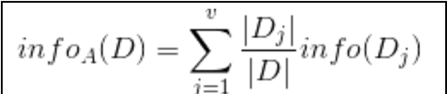 info_A(D) = \sum_{j=1}^{v} \frac{|D_j|}{|D|} info(D_j)